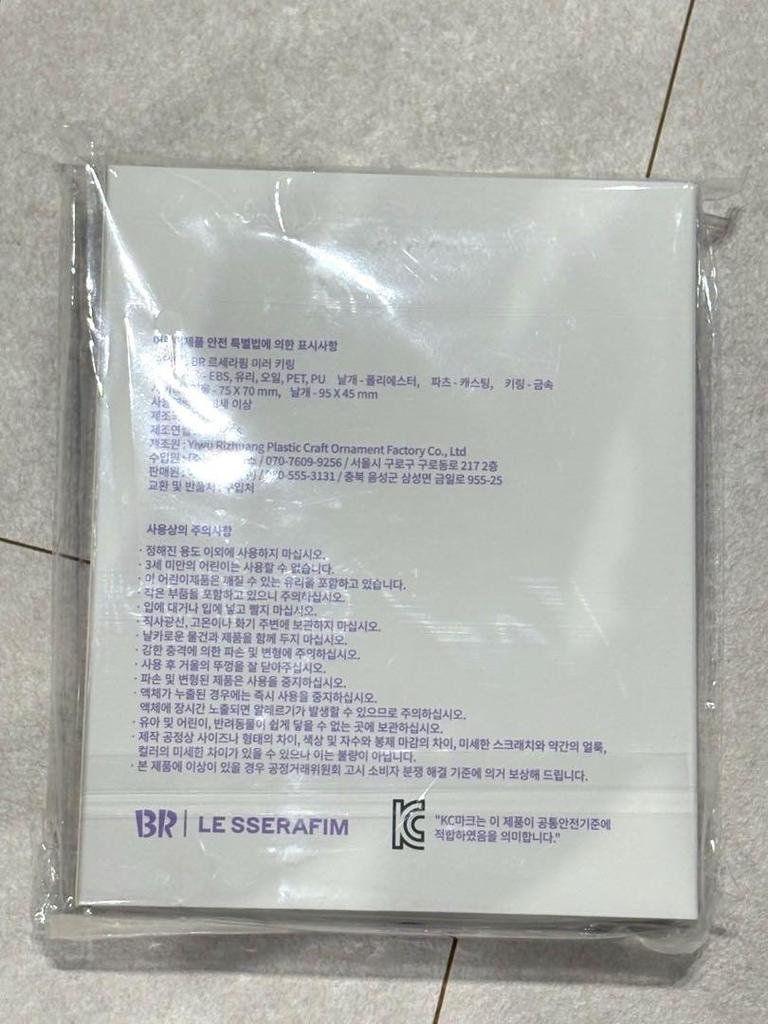 제품 안전 특별법에 의한 표시사항
BR 르세라핌 미러 키링
EBS, 유리, 오일, PET, PU 날개 - 폴리에스터, 파츠 - 캐스팅, 키링 - 금속
- 75 X 70 mm, 날개 - 95 X 45 mm
이상
제조원 : Yiwu Rizhuang Plastic Craft Ornament Factory Co., Ltd
수입원 : / 070-7609-9256 / 서울시 구로구 구로동로 217 2층
판매원 : / 080-555-3131 / 충북 음성군 삼성면 금일로 955-25
교환 및 반품처 : 구입처
사용상의 주의사항
· 정해진 용도 이외에 사용하지 마십시오.
· 3세 미만의 어린이는 사용할 수 없습니다.
· 이 어린이제품은 깨질 수 있는 유리을 포함하고 있습니다.
· 작은 부품을 포함하고 있으니 주의하십시오.
· 입에 대거나 입에 넣고 빨지 마십시오.
· 직사광선, 고온이나 화기 주변에 보관하지 마십시오.
· 날카로운 물건과 제품을 함께 두지 마십시오.
· 강한 충격에 의한 파손 및 변형에 주의하십시오.
· 사용 후 거울의 뚜껑을 잘 닫아주십시오.
· 파손 및 변형된 제품은 사용을 중지하십시오.
· 액체가 누출된 경우에는 즉시 사용을 중지하십시오.
액체에 장시간 노출되면 알레르기가 발생할 수 있으므로 주의하십시오.
· 유아 및 어린이, 반려동물이 쉽게 닿을 수 없는 곳에 보관하십시오.
· 제작 공정상 사이즈나 형태의 차이, 색상 및 자수와 봉제 마감의 차이, 미세한 스크래치와 약간의 얼룩,
컬러의 미세한 차이가 있을 수 있으나 이는 불량이 아닙니다.
· 본 제품에 이상이 있을 경우 공정거래위원회 고시 소비자 분쟁 해결 기준에 의거 보상해 드립니다.
BR | LE SSERAFIM
KC "KC마크는 이 제품이 공통안전기준에
적합하였음을 의미합니다."